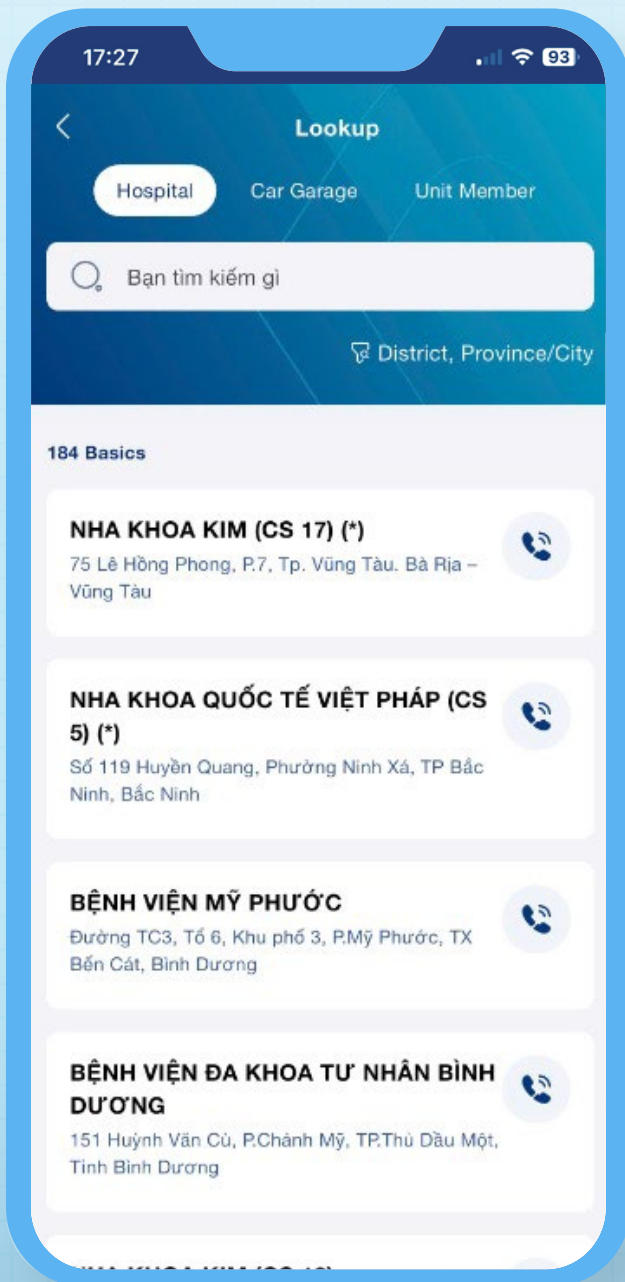 17:27
93
Lookup
Hospital
Car Garage
Unit Member
Bạn tìm kiếm gì
District, Province/City
184 Basics
NHA KHOA KIM (CS 17) (*)
75 Lê Hồng Phong, P.7, Tp. Vũng Tàu. Bà Rịa –
Vũng Tàu
NHA KHOA QUỐC TẾ VIỆT PHÁP (CS
5) (*)
Số 119 Huyền Quang, Phường Ninh Xá, TP Bắc
Ninh, Bắc Ninh
BỆNH VIỆN MỸ PHƯỚC
Đường TC3, Tổ 6, Khu phố 3, P.Mỹ Phước, TX
Bến Cát, Bình Dương
BỆNH VIỆN ĐA KHOA TƯ NHÂN BÌNH
DƯƠNG
151 Huỳnh Văn Cù, P.Chánh Mỹ, TP.Thủ Dầu Một,
Tỉnh Bình Dương